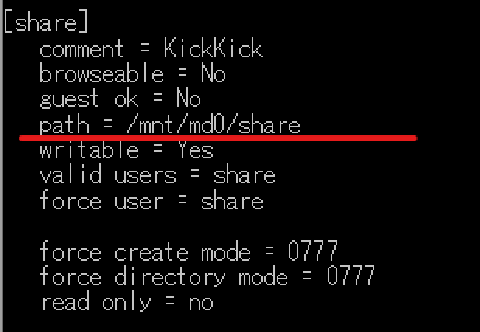 [share]
comment = KickKick
browseable = No
guest ok = No
path = /mnt/md0/share
writable = Yes
valid users = share
force user = share
force create mode = 0777
force directory mode = 0777
read only = no